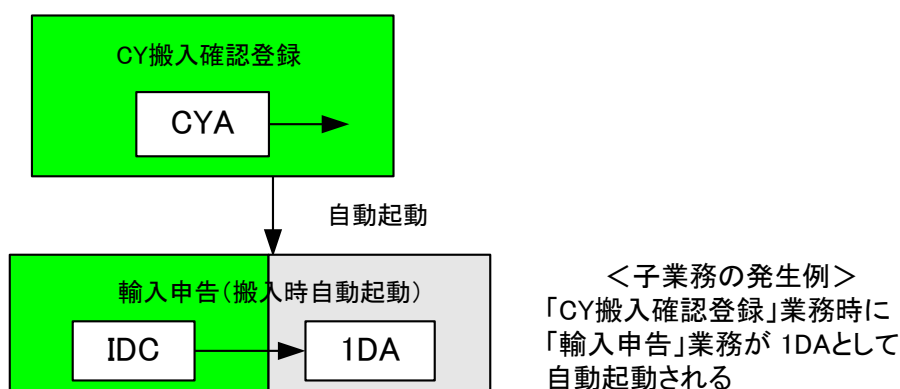 CY搬入確認登録
CYA
自動起動
輸入申告(搬入時自動起動)
IDC
1DA
＜子業務の発生例＞
「CY搬入確認登録」業務時に
「輸入申告」業務が 1DAとして
自動起動される